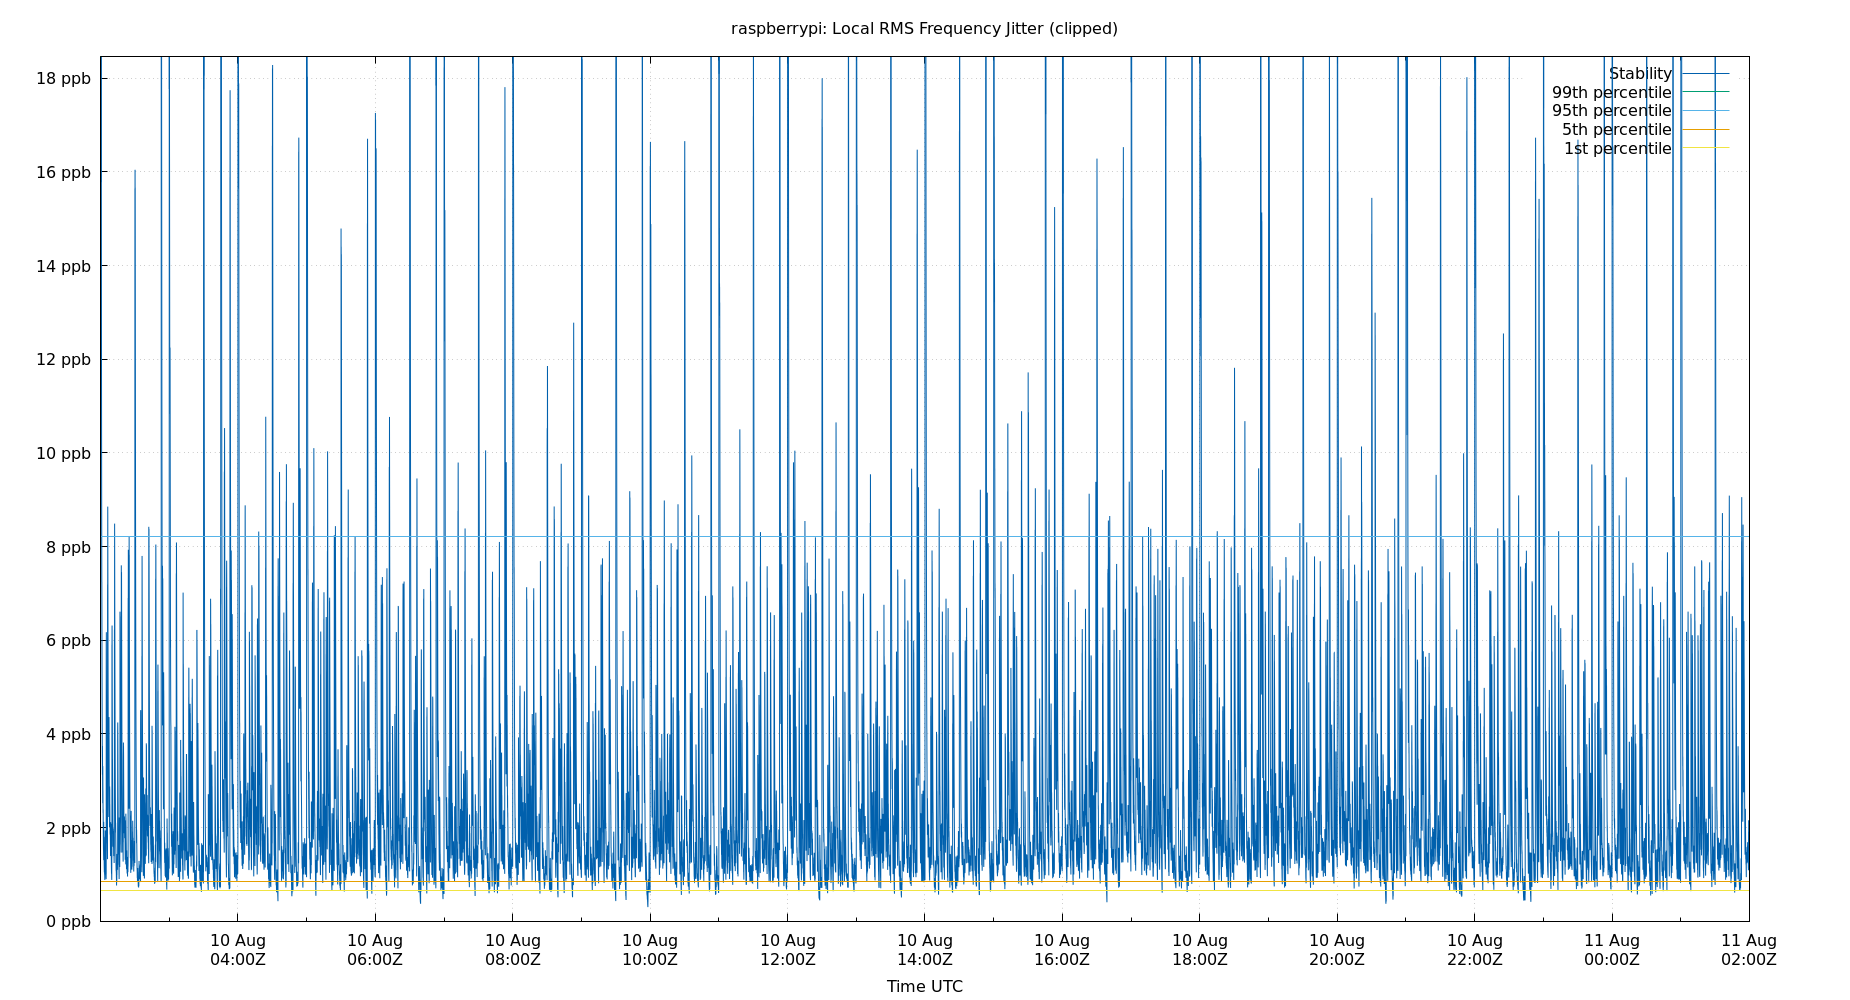 raspberrypi: Local RMS Frequency Jitter (clipped)
18 ppb
16 ppb
14 ppb
12 ppb
10 ppb
8 ppb
6 ppb
4 ppb
2 ppb
0 ppb
Stability
99th percentile
95th percentile
5th percentile
1st percentile
10 Aug 10 Aug 10 Aug 10 Aug 10 Aug 10 Aug 10 Aug 10 Aug 10 Aug 10 Aug 11 Aug 11 Aug
04:00Z 06:00Z 08:00Z 10:00Z 12:00Z 14:00Z 16:00Z 18:00Z 20:00Z 22:00Z 00:00Z 02:00Z
Time UTC